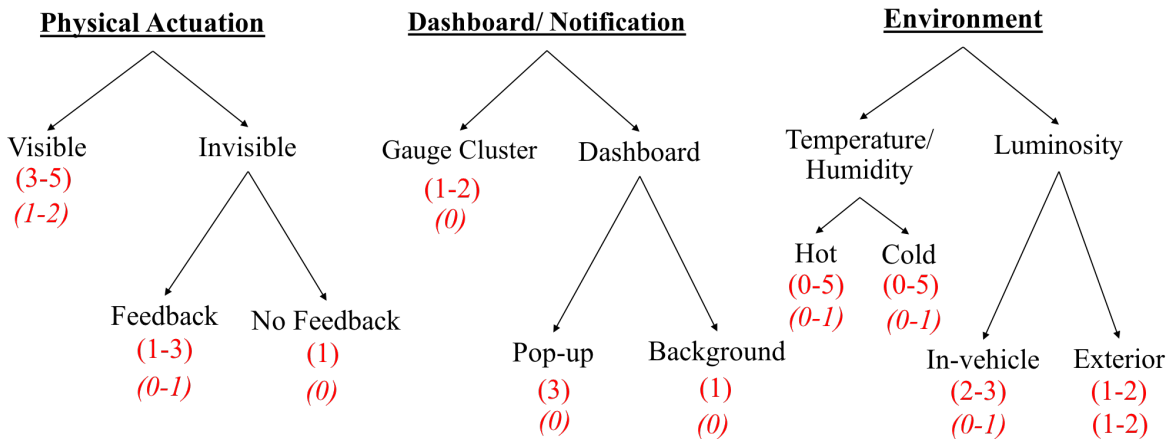 Physical Actuation
Visible
(3-5)
(1-2)
Invisible
Feedback
(1-3)
(0-1)
No Feedback
(1)
(0)
Dashboard/ Notification
Gauge Cluster
(1-2)
(0)
Dashboard
Pop-up
(3)
(0)
Background
(1)
(0)
Environment
Temperature/
Humidity
Hot
(0-5)
(0-1)
Cold
(0-5)
(0-1)
Luminosity
In-vehicle
(2-3)
(0-1)
Exterior
(1-2)
(1-2)